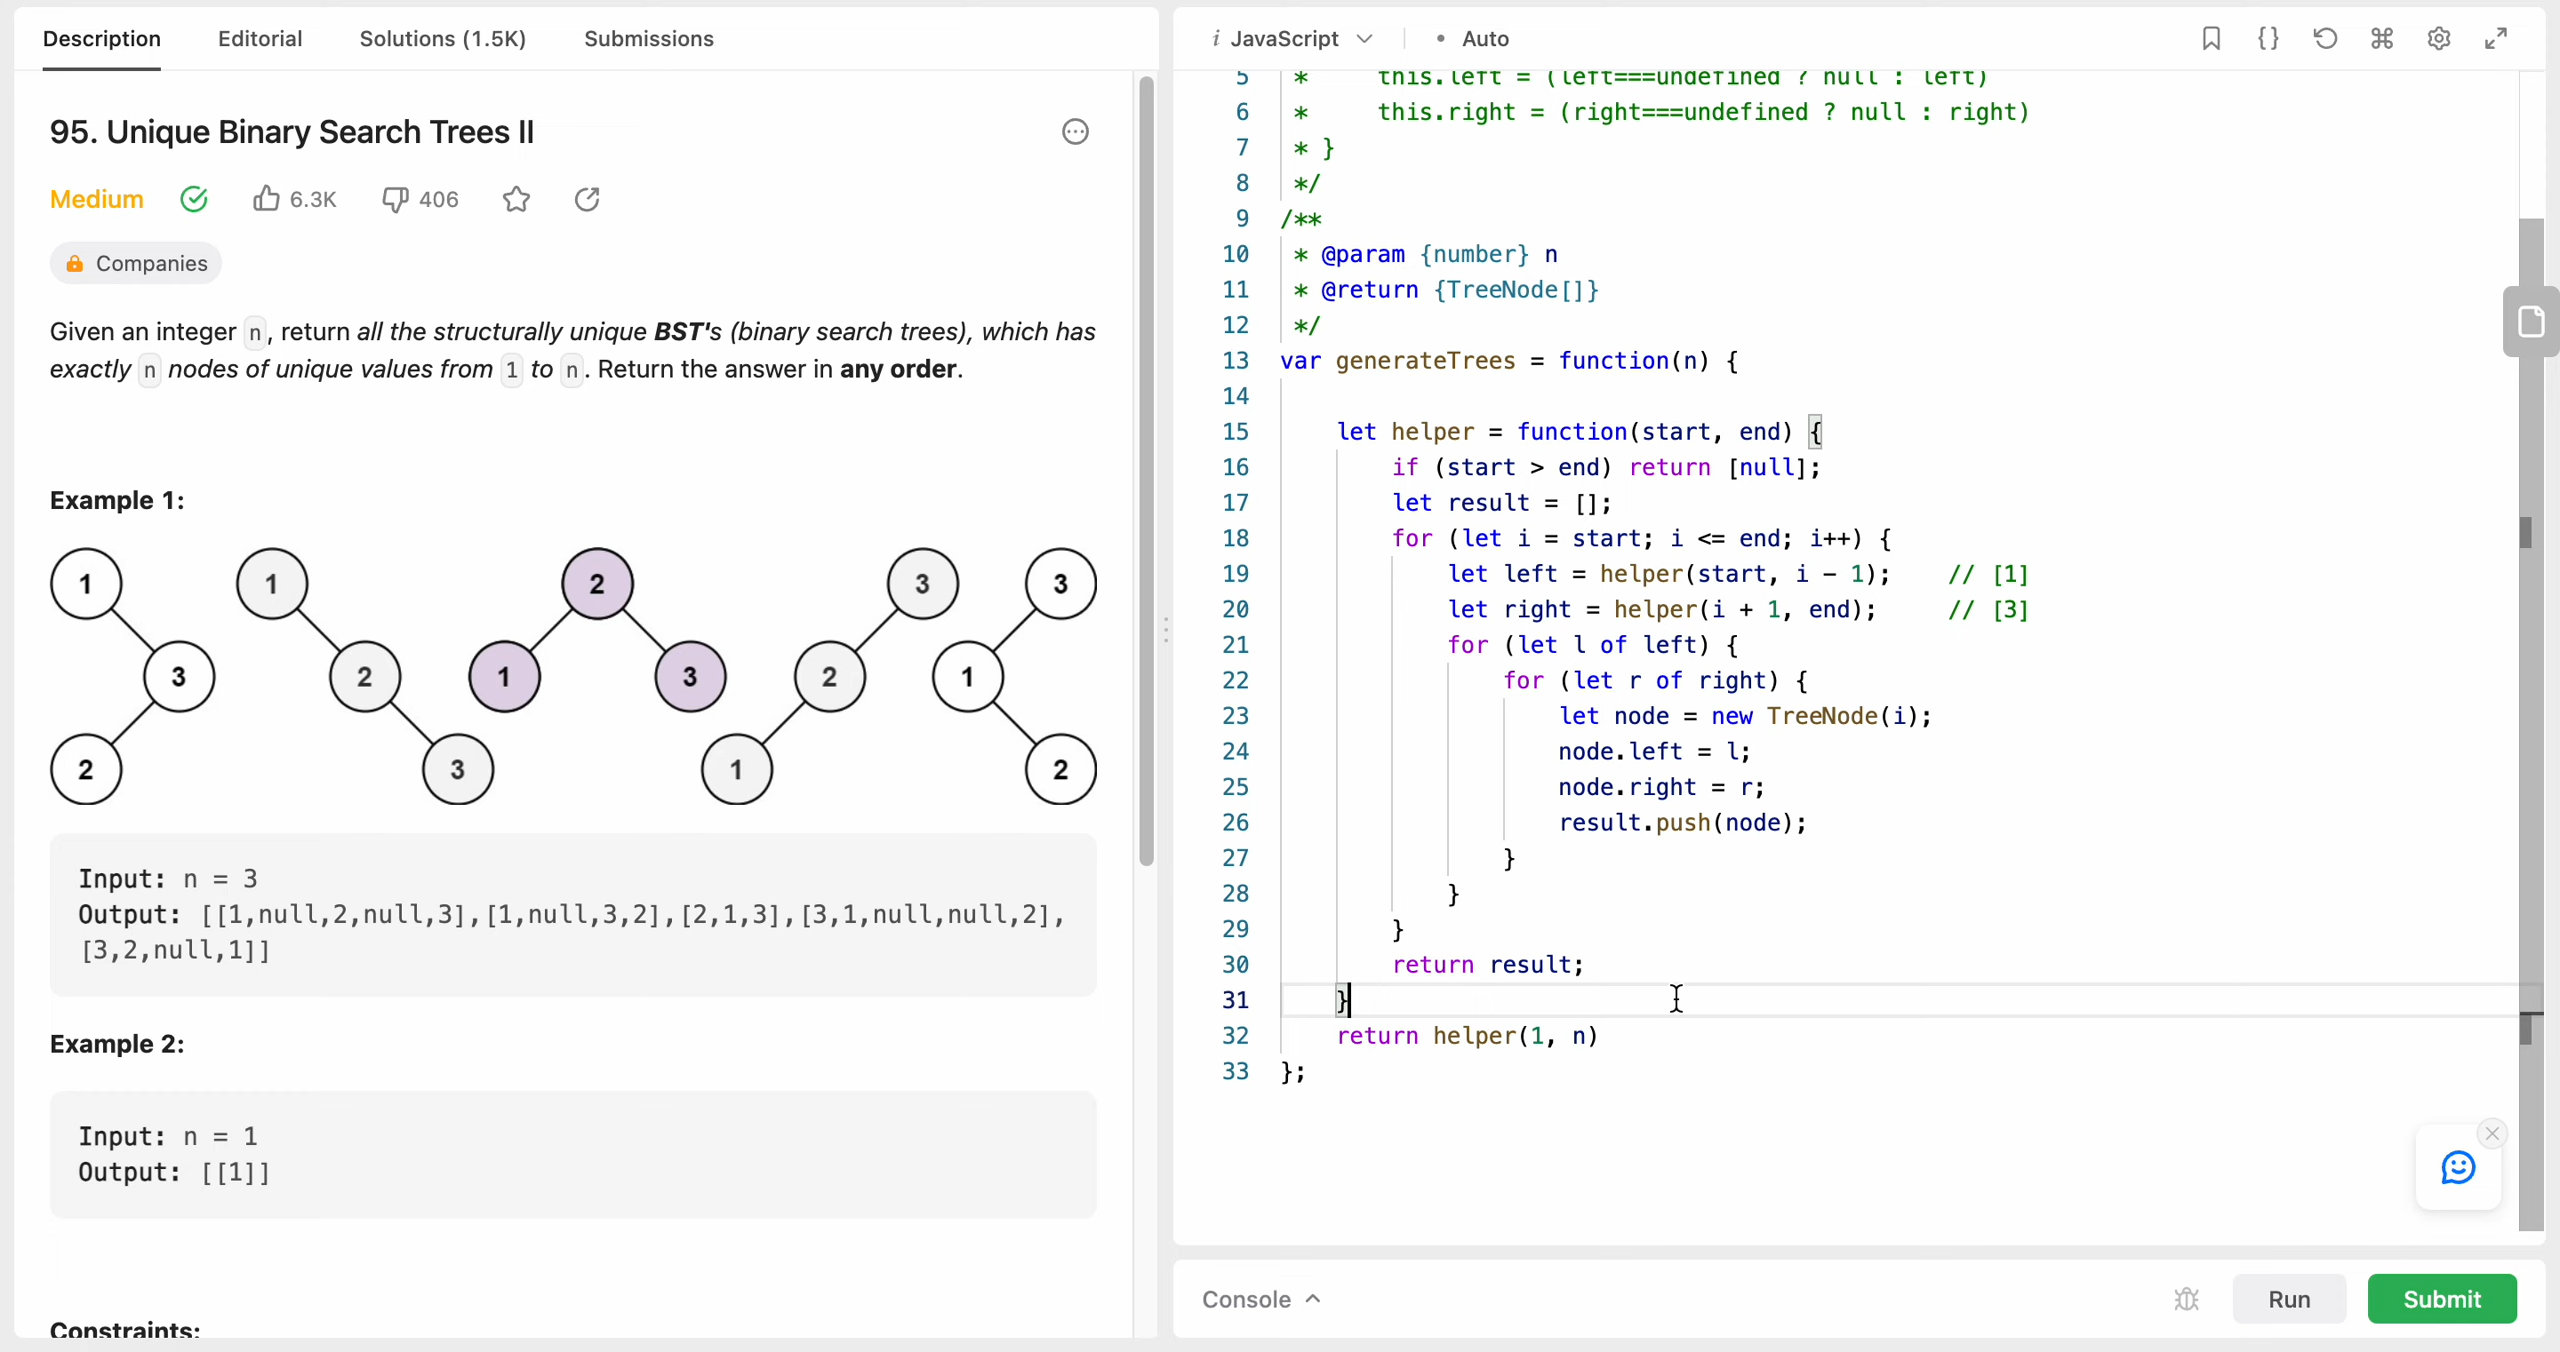 Description Editorial Solutions (1.5K) Submissions
95. Unique Binary Search Trees II
Medium 6.3K 406
Companies
Given an integer n, return all the structurally unique BST's (binary search trees), which has
exactly n nodes of unique values from 1 to n. Return the answer in any order.
Example 1:
1 1 2 3 3
3 2 1 3 2 1
2 3 1 2
Input: n = 3
Output: [[1,null,2,null,3],[1,null,3,2],[2,1,3],[3,1,null,null,2],
[3,2,null,1]]
Example 2:
Input: n = 1
Output: [[1]]
Constraints:
i JavaScript • Auto
5 *     this.left = (left===undefined ? null : left)
6 *     this.right = (right===undefined ? null : right)
7 * }
8 */
9 /**
10 * @param {number} n
11 * @return {TreeNode[]}
12 */
13 var generateTrees = function(n) {
14
15     let helper = function(start, end) {
16         if (start > end) return [null];
17         let result = [];
18         for (let i = start; i <= end; i++) {
19             let left = helper(start, i - 1);    // [1]
20             let right = helper(i + 1, end);     // [3]
21             for (let l of left) {
22                 for (let r of right) {
23                     let node = new TreeNode(i);
24                     node.left = l;
25                     node.right = r;
26                     result.push(node);
27                 }
28             }
29         }
30         return result;
31     }
32     return helper(1, n)
33 };
Console Run Submit